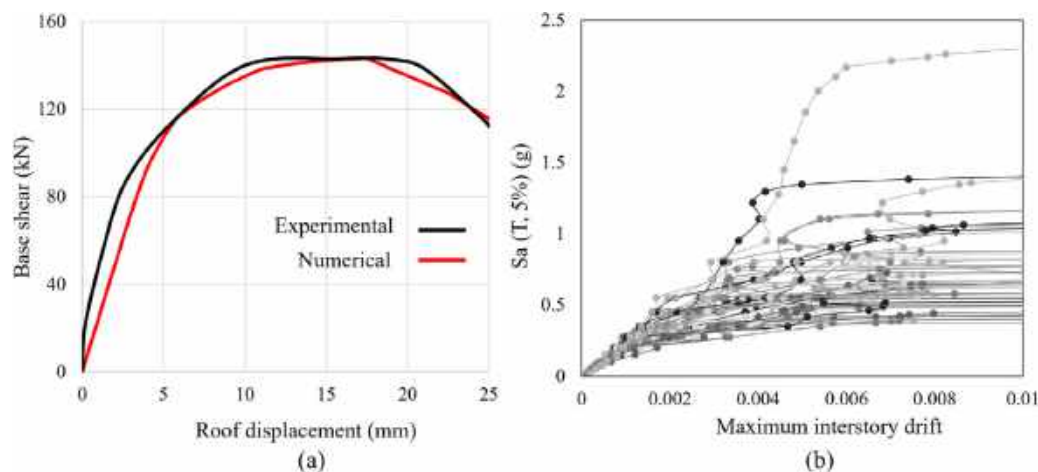 160
120
80
40
0
Base shear (kN)
Experimental
Numerical
0
5
10
15
20
25
Roof displacement (mm)
(a)
2.5
2
1.5
1
0.5
0
Sa (T. 5%) (g)
0
0.002
0.004
0.006
0.008
0.01
Maximum interstory drift
(b)